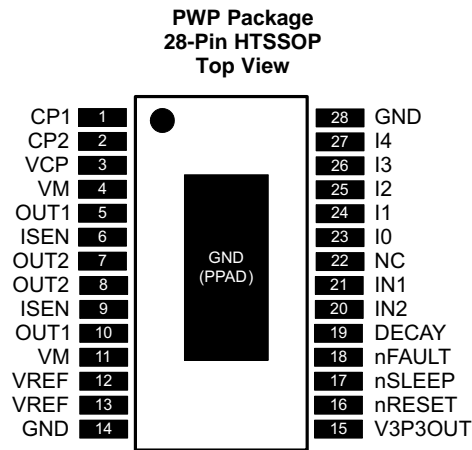 PWP Package
28-Pin HTSSOP
Top View
CP1 1 28 GND
CP2 2 27 I4
VCP 3 26 I3
VM 4 25 I2
OUT1 5 24 I1
ISEN 6 23 I0
OUT2 7 22 NC
OUT2 8 21 IN1
ISEN 9 20 IN2
OUT1 10 19 DECAY
VM 11 18 nFAULT
VREF 12 17 nSLEEP
VREF 13 16 nRESET
GND 14 15 V3P3OUT
GND
(PPAD)